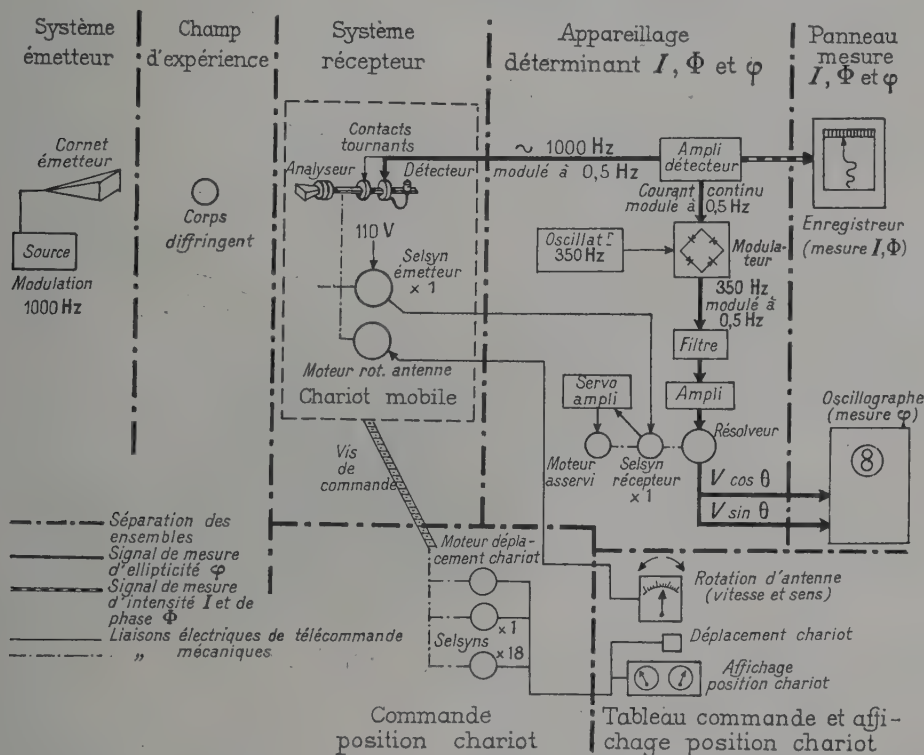 Système
émetteur
Champ
d'expérience
Système
récepteur
Appareillage
déterminant I, Φ et φ
Panneau
mesure
I, Φ et φ
Cornet
émetteur
Source
Modulation
1000 Hz
Corps
diffringent
Contacts
tournants
Analyseur
Détecteur
110 V
Selsyn
émetteur
× 1
Moteur rot. antenne
Chariot mobile
~ 1000 Hz
modulé à 0,5 Hz
Ampli
détecteur
Courant continu
modulé à 0,5 Hz
Oscillatr
350 Hz
Modula-
teur
350 Hz
modulé à
0,5 Hz
Filtre
Ampli
Servo
ampli
Résolveur
Moteur
asservi
Selsyn
récepteur
× 1
V cos θ
V sin θ
Enregistreur
(mesure I, Φ)
Oscillographe
(mesure φ)
Vis
de
commande
Séparation des
ensembles
Signal de mesure
d'ellipticité φ
Signal de mesure
d'intensité I et de
phase Φ
Liaisons électriques de télécommande
„ mécaniques
Moteur dépla-
cement chariot
× 1
Selsyns
× 18
Rotation d'antenne
(vitesse et sens)
Déplacement chariot
Affichage
position chariot
Commande
position chariot
Tableau commande et affi-
chage position chariot